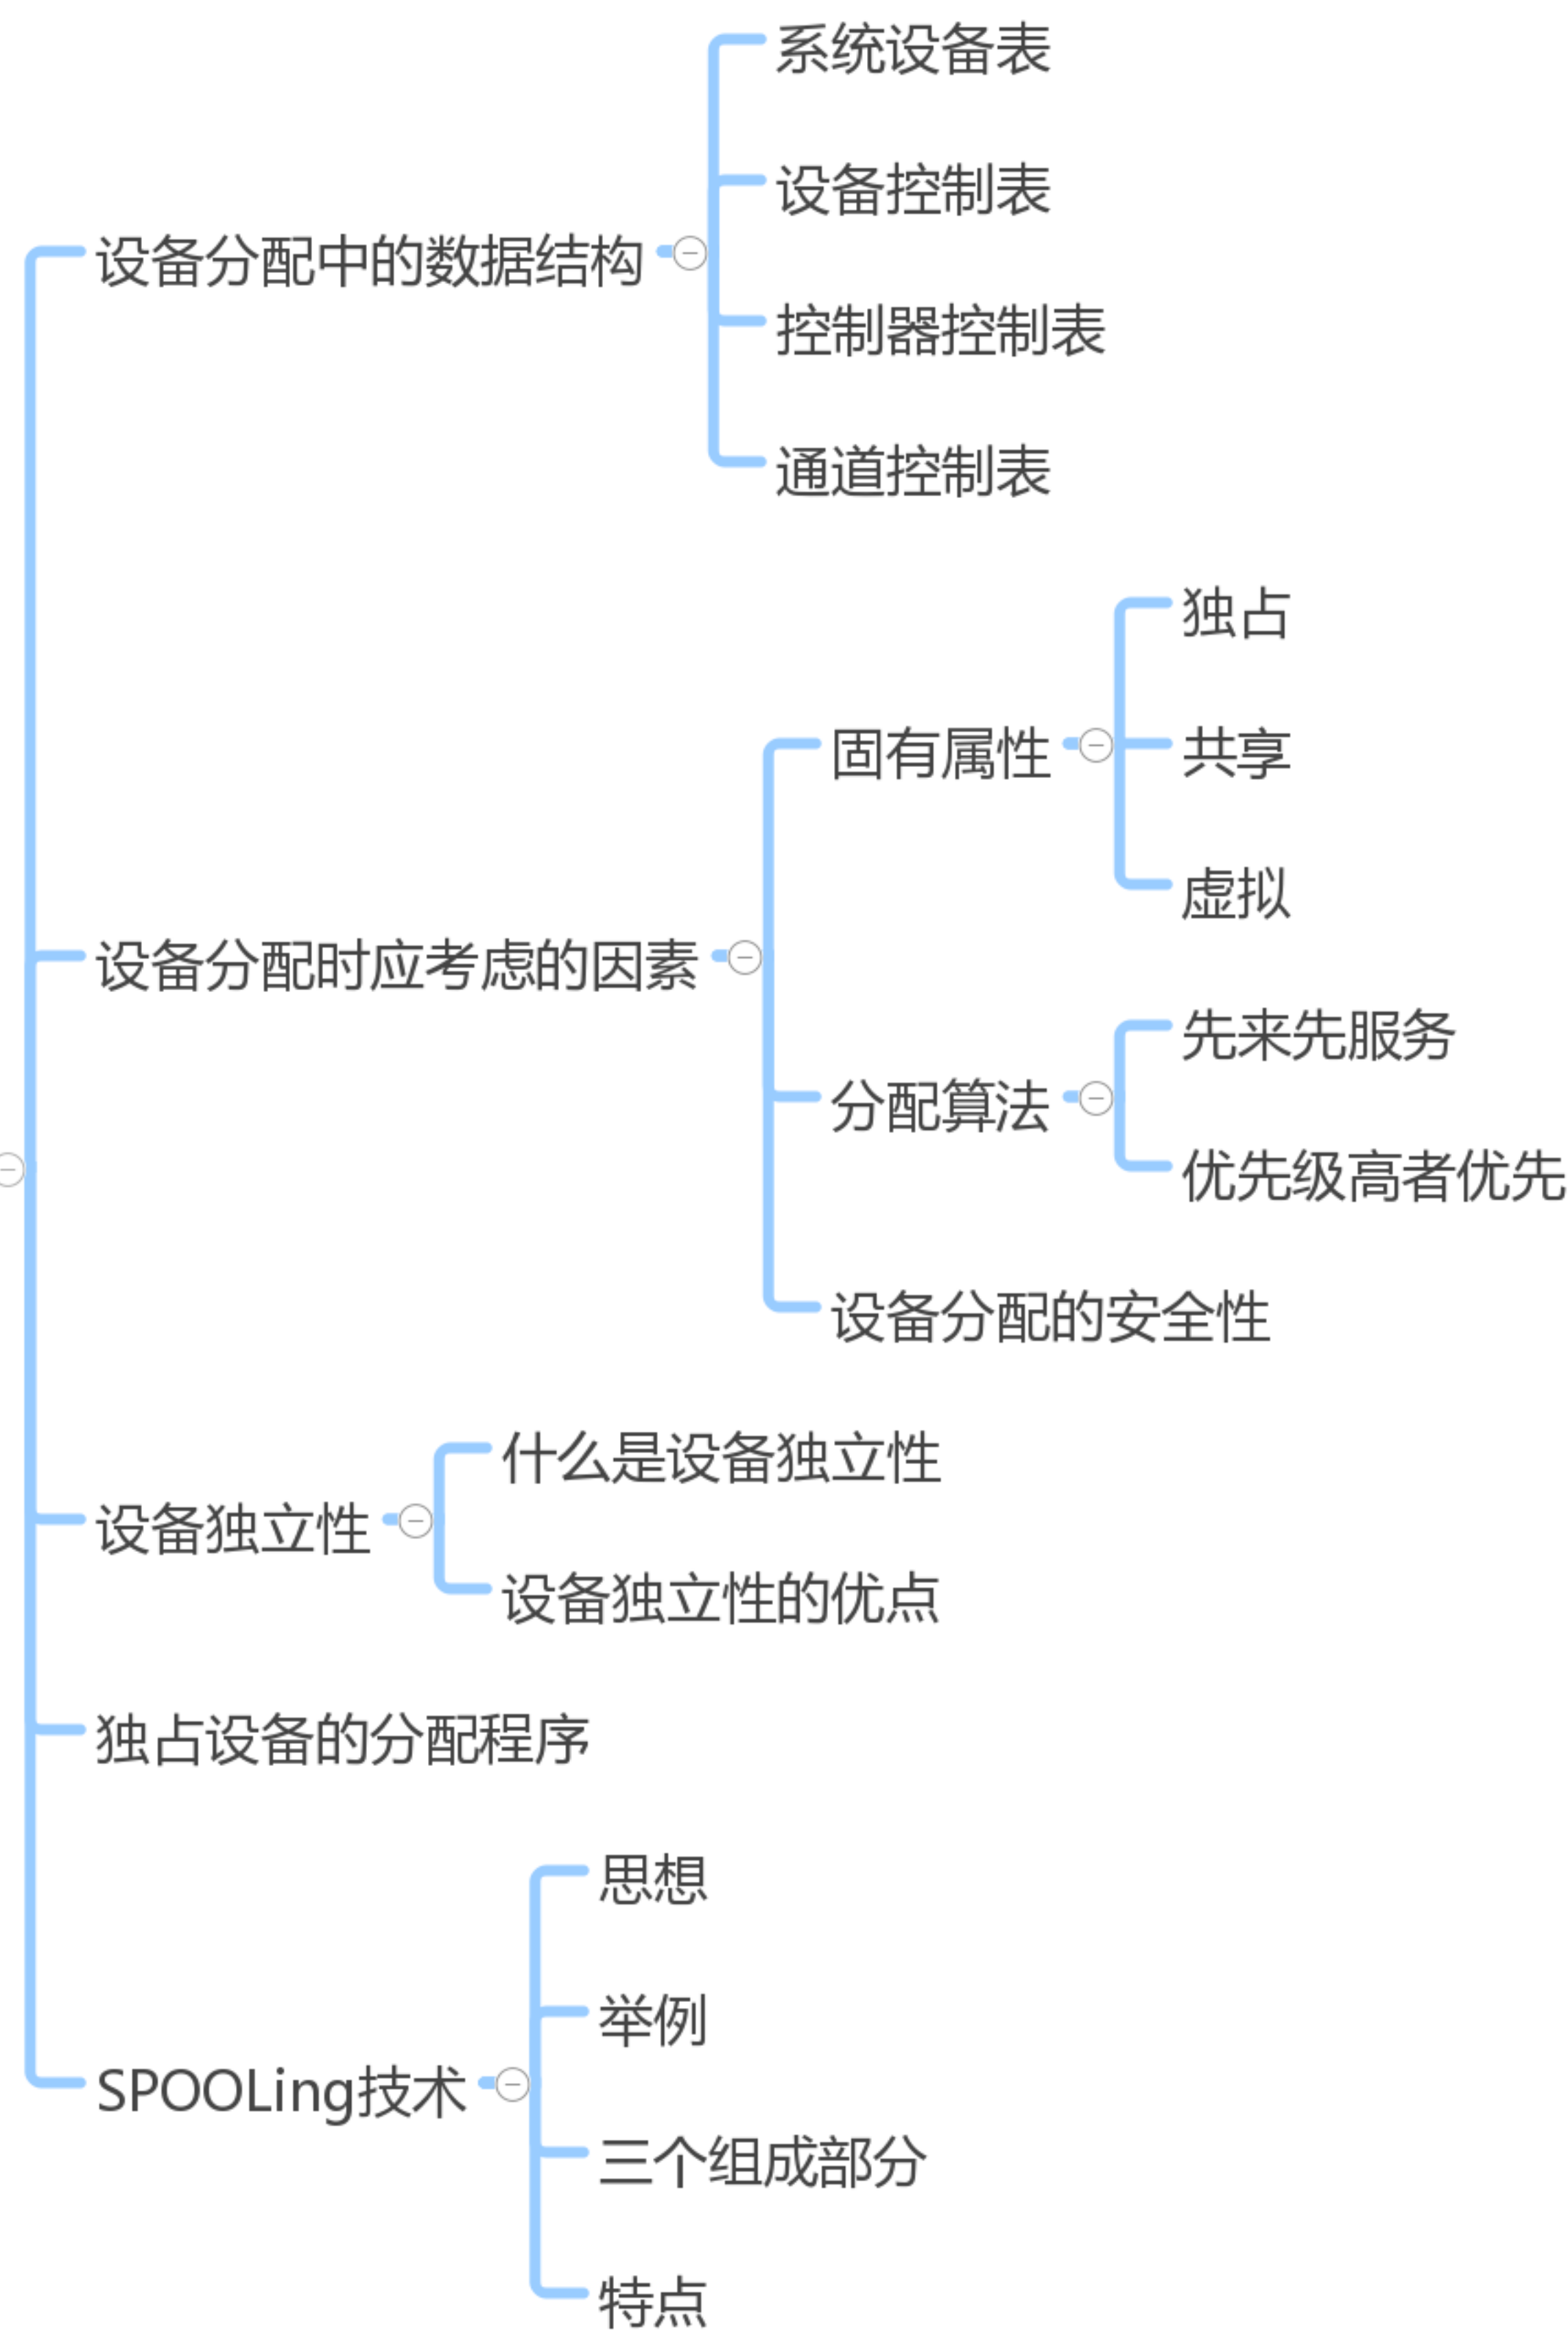 系统设备表
设备控制表
设备分配中的数据结构
控制器控制表
通道控制表
独占
固有属性
共享
虚拟
设备分配时应考虑的因素
先来先服务
分配算法
优先级高者优先
设备分配的安全性
什么是设备独立性
设备独立性
设备独立性的优点
独占设备的分配程序
思想
举例
SPOOLing技术
三个组成部分
特点